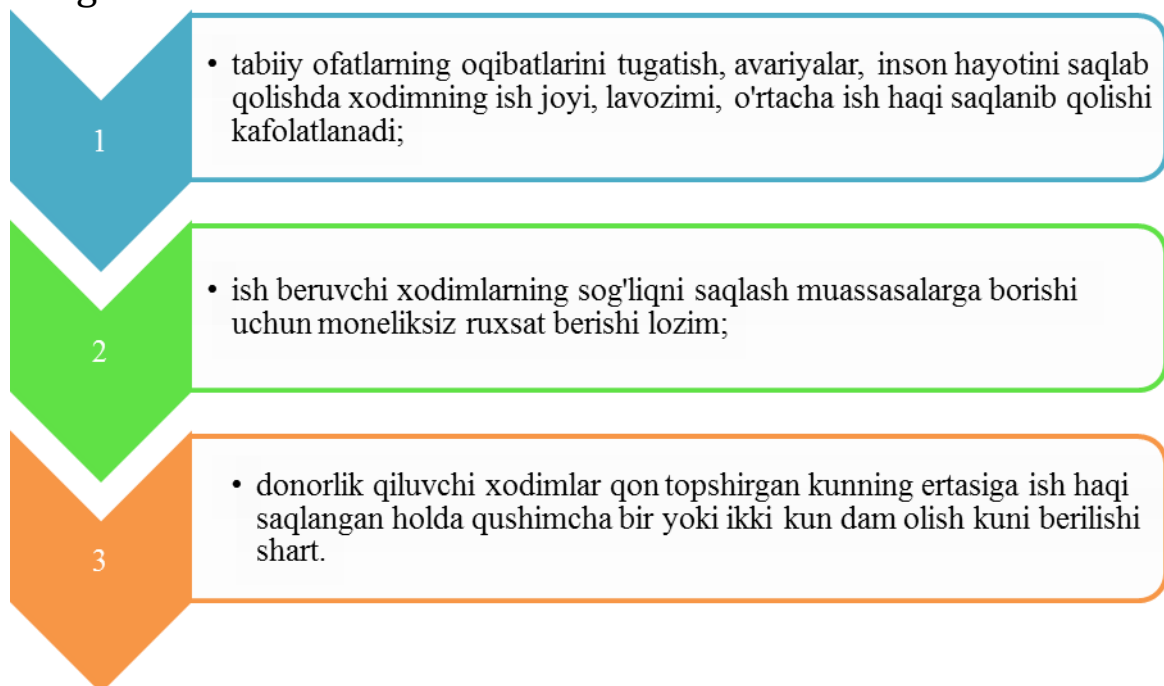 1
• tabiiy ofatlarning oqibatlarini tugatish, avariyalar, inson hayotini saqlab
qolishda xodimning ish joyi, lavozimi, o'rtacha ish haqi saqlanib qolishi
kafolatlanadi;
2
• ish beruvchi xodimlarning sog'liqni saqlash muassasalarga borishi
uchun moneliksiz ruxsat berishi lozim;
3
• donorlik qiluvchi xodimlar qon topshirgan kunning ertasiga ish haqi
saqlangan holda qushimcha bir yoki ikki kun dam olish kuni berilishi
shart.